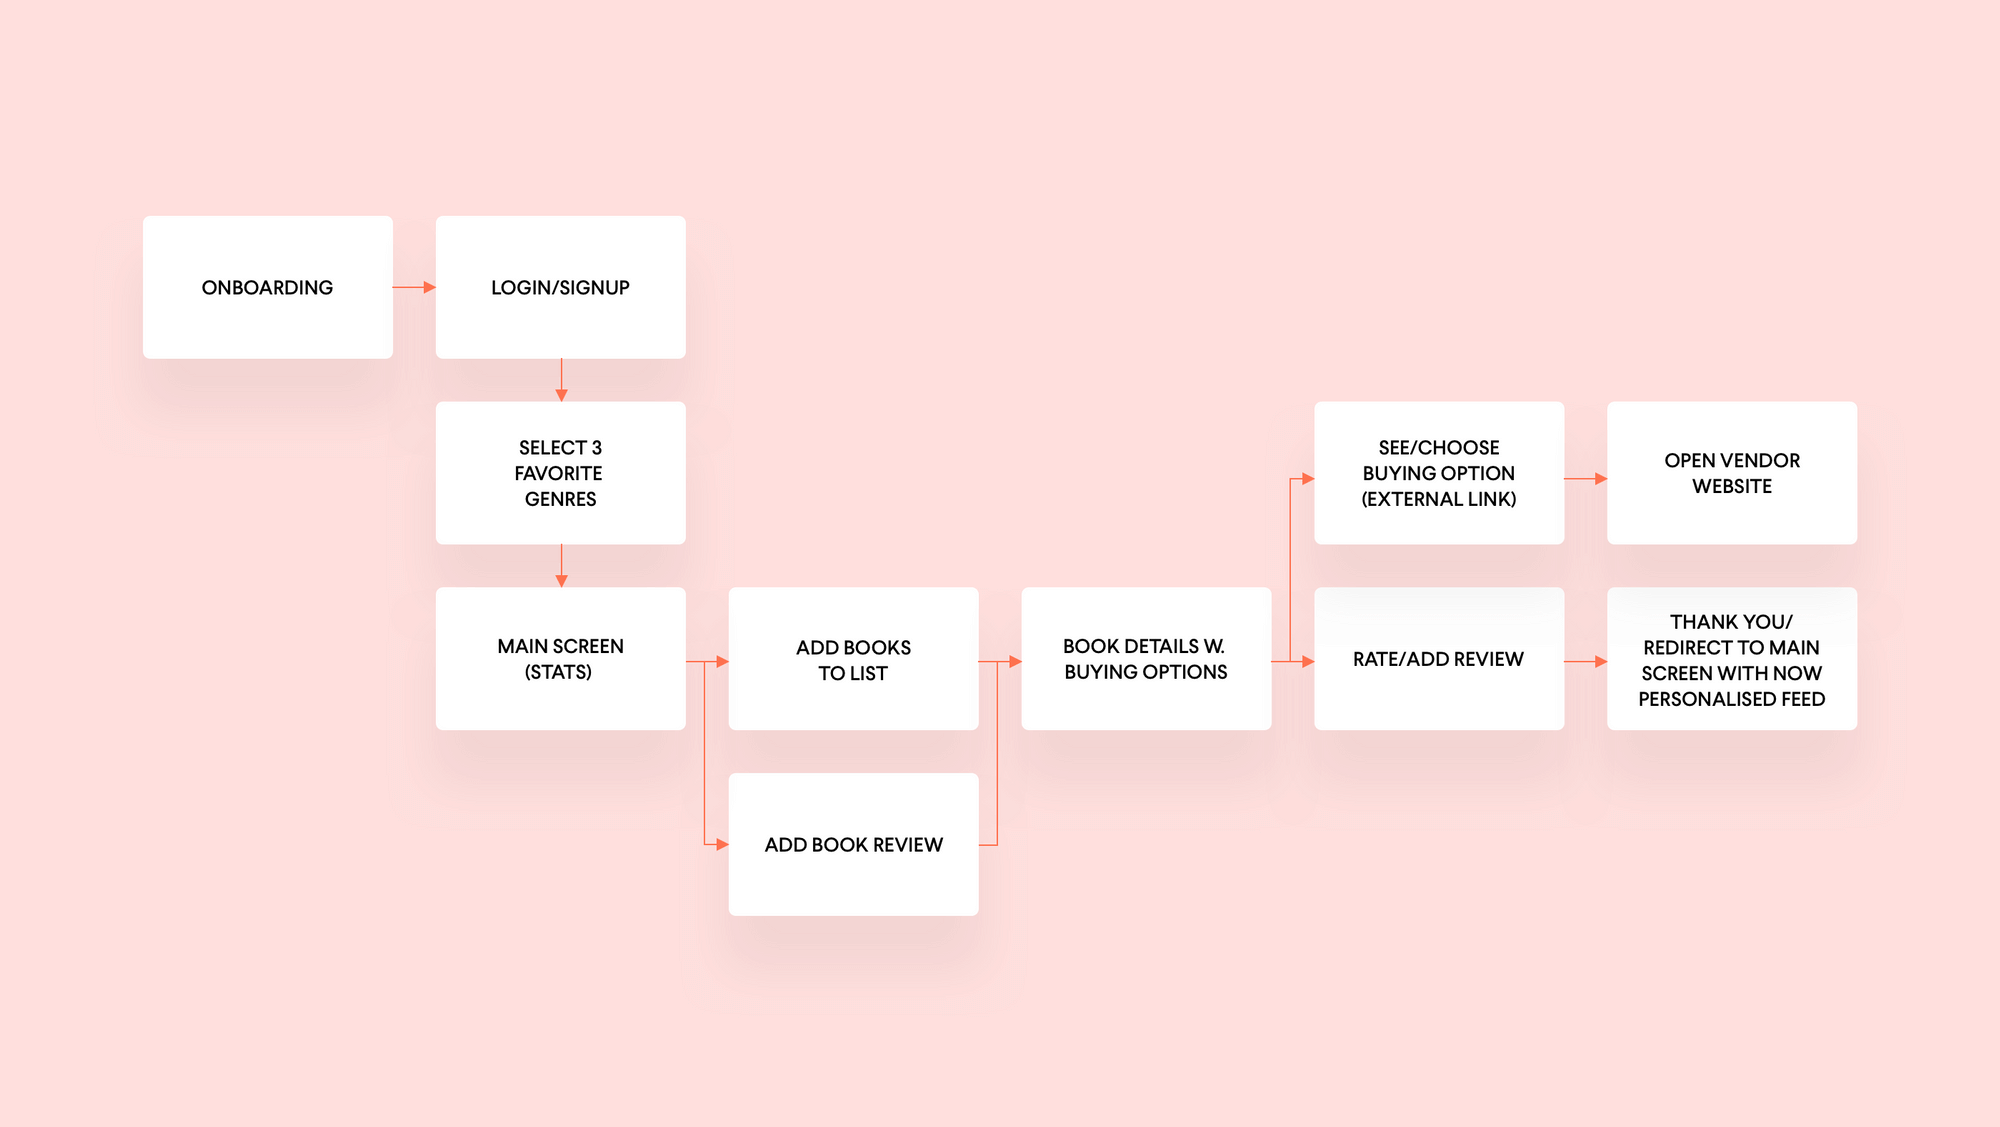 ONBOARDING
LOGIN/SIGNUP
SELECT 3
FAVORITE
GENRES
MAIN SCREEN
(STATS)
ADD BOOKS
TO LIST
ADD BOOK REVIEW
BOOK DETAILS W.
BUYING OPTIONS
SEE/CHOOSE
BUYING OPTION
(EXTERNAL LINK)
OPEN VENDOR
WEBSITE
RATE/ADD REVIEW
THANK YOU/
REDIRECT TO MAIN
SCREEN WITH NOW
PERSONALISED FEED